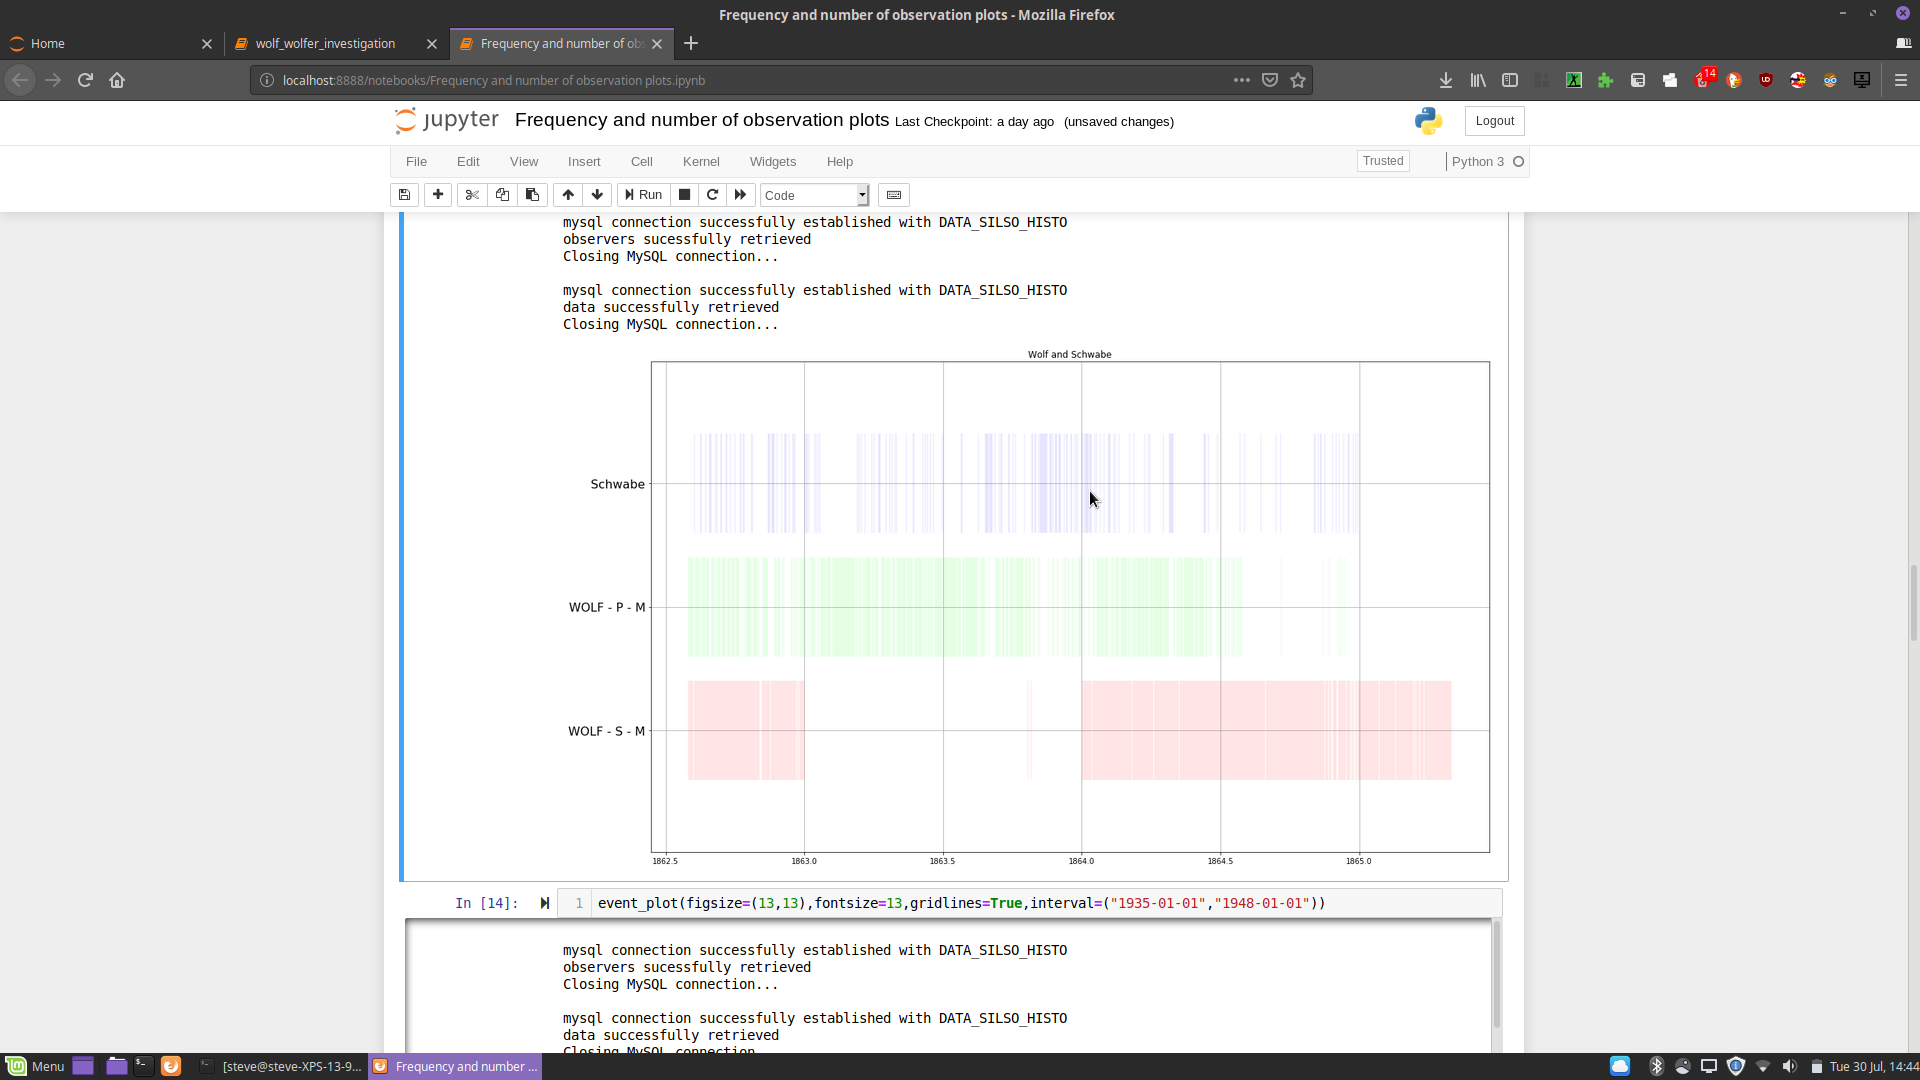 Frequency and number of observation plots - Mozilla Firefox
Home
wolf_wolfer_investigation
Frequency and number of ob
localhost:8888/notebooks/Frequency and number of observation plots.ipynb
14
jupyter Frequency and number of observation plots Last Checkpoint: a day ago (unsaved changes)
Logout
File Edit View Insert Cell Kernel Widgets Help
Trusted
Python 3
Run
Code
mysql connection successfully established with DATA_SILSO_HISTO
observers sucessfully retrieved
Closing MySQL connection...
mysql connection successfully established with DATA_SILSO_HISTO
data successfully retrieved
Closing MySQL connection...
Wolf and Schwabe
Schwabe
WOLF - P - M
WOLF - S - M
1862.5 1863.0 1863.5 1864.0 1864.5 1865.0
In [14]:
1 event_plot(figsize=(13,13),fontsize=13,gridlines=True,interval=("1935-01-01","1948-01-01"))
mysql connection successfully established with DATA_SILSO_HISTO
observers sucessfully retrieved
Closing MySQL connection...
mysql connection successfully established with DATA_SILSO_HISTO
data successfully retrieved
Closing MySQL connection
Menu
[steve@steve-XPS-13-9...
Frequency and number ...
Tue 30 Jul, 14:44